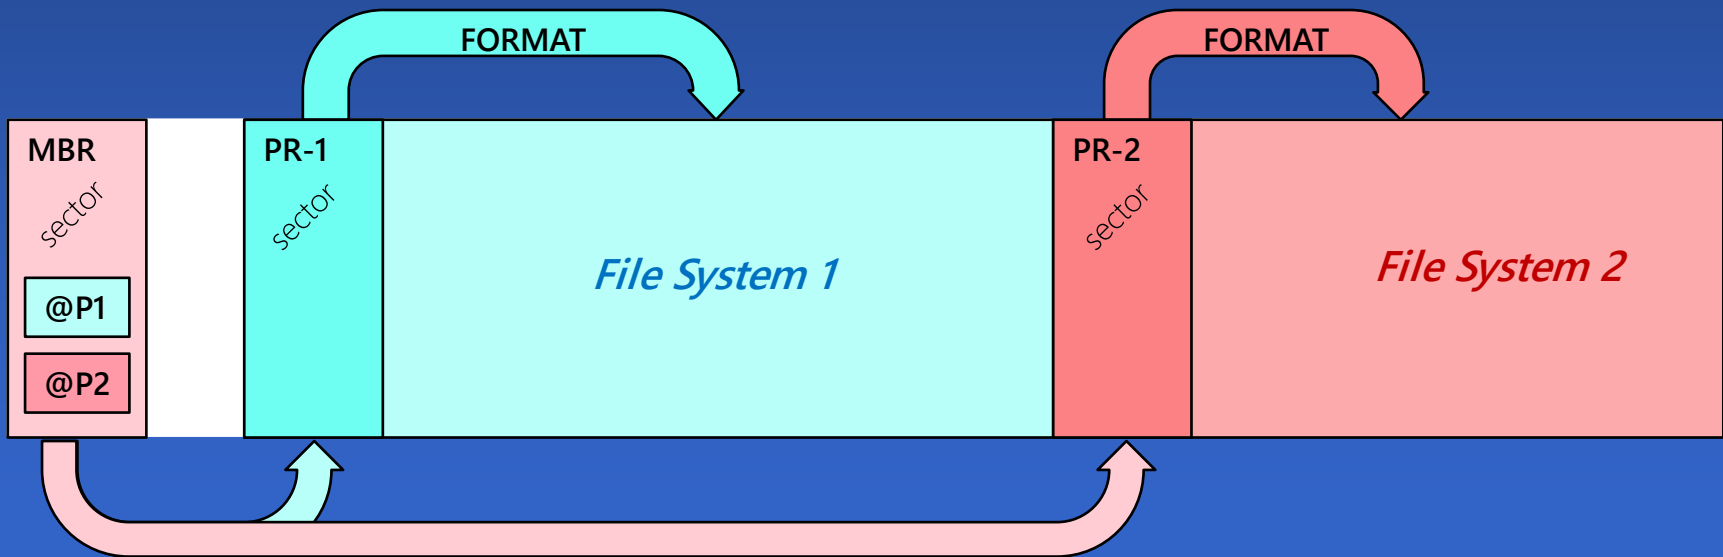 FORMAT
FORMAT
MBR
sector
@P1
@P2
PR-1
sector
File System 1
PR-2
sector
File System 2